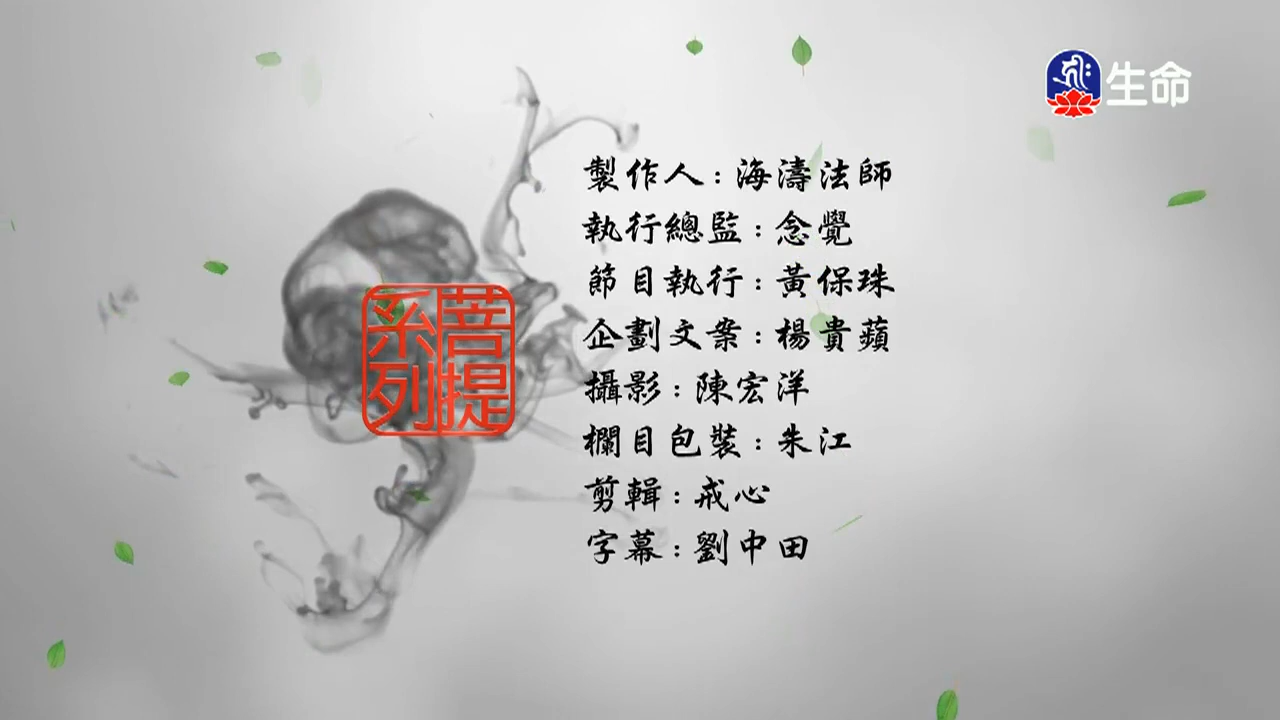 生命
製作人：海濤法師
執行總監：念覺
節目執行：黃保珠
企劃文案：楊貴蘋
攝影：陳宏洋
欄目包裝：朱江
剪輯：戒心
字幕：劉中田
菩提
系列